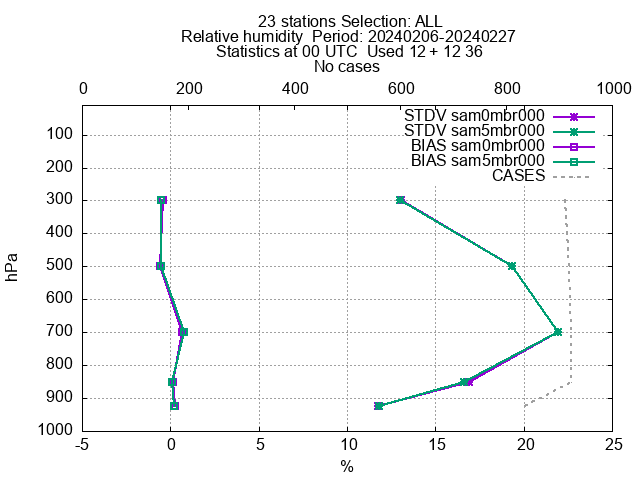 23 stations Selection: ALL
Relative humidity  Period: 20240206-20240227
Statistics at 00 UTC  Used 12 + 12 36
No cases
0 200 400 600 800 1000
STDV sam0mbr000
STDV sam5mbr000
BIAS sam0mbr000
BIAS sam5mbr000
CASES
100
200
300
400
500
600
700
800
900
1000
hPa
-5 0 5 10 15 20 25
%